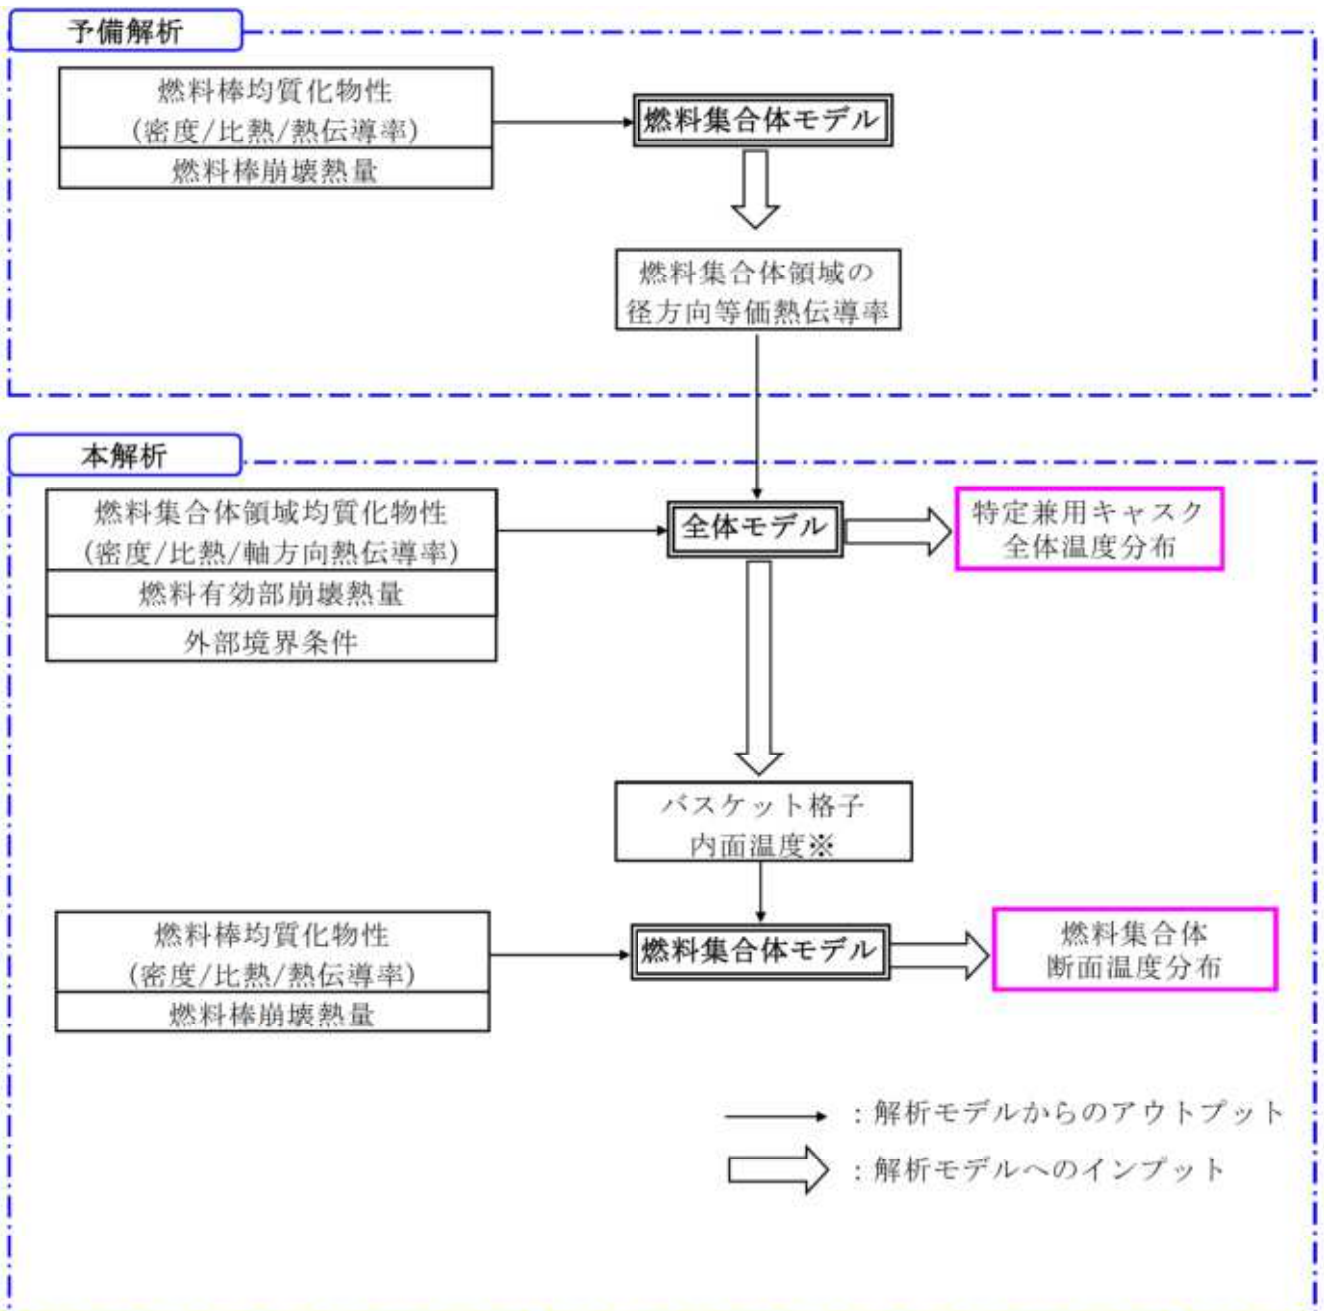 予備解析
燃料棒均質化物性
(密度/比熱/熱伝導率)
燃料棒崩壊熱量
燃料集合体モデル
燃料集合体領域の
径方向等価熱伝導率
本解析
燃料集合体領域均質化物性
(密度/比熱/軸方向熱伝導率)
燃料有効部崩壊熱量
外部境界条件
全体モデル
特定兼用キャスク
全体温度分布
バスケット格子
内面温度※
燃料棒均質化物性
(密度/比熱/熱伝導率)
燃料棒崩壊熱量
燃料集合体モデル
燃料集合体
断面温度分布
：解析モデルからのアウトプット
：解析モデルへのインプット